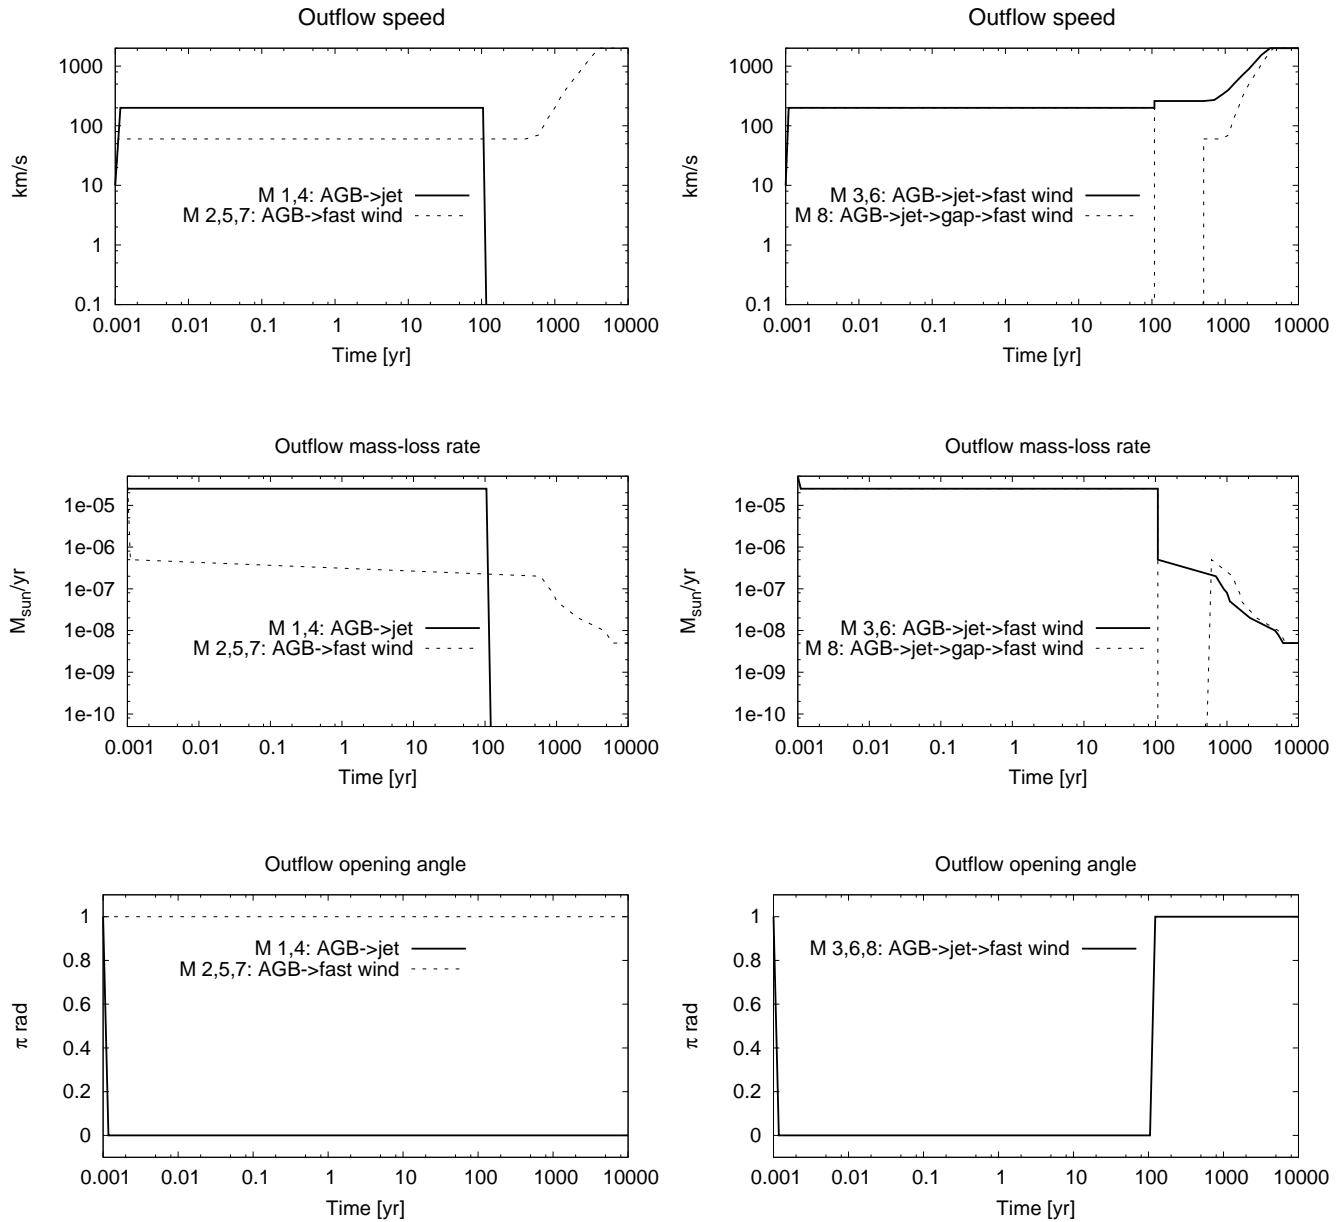 Outflow speed
km/s
1000
100
10
1
0.1
M 1,4: AGB->jet
M 2,5,7: AGB->fast wind
0.001 0.01 0.1 1 10 100 1000 10000
Time [yr]
Outflow speed
km/s
1000
100
10
1
0.1
M 3,6: AGB->jet->fast wind
M 8: AGB->jet->gap->fast wind
0.001 0.01 0.1 1 10 100 1000 10000
Time [yr]
Outflow mass-loss rate
M_sun/yr
1e-05
1e-06
1e-07
1e-08
1e-09
1e-10
M 1,4: AGB->jet
M 2,5,7: AGB->fast wind
0.001 0.01 0.1 1 10 100 1000 10000
Time [yr]
Outflow mass-loss rate
M_sun/yr
1e-05
1e-06
1e-07
1e-08
1e-09
1e-10
M 3,6: AGB->jet->fast wind
M 8: AGB->jet->gap->fast wind
0.001 0.01 0.1 1 10 100 1000 10000
Time [yr]
Outflow opening angle
π rad
1
0.8
0.6
0.4
0.2
0
M 1,4: AGB->jet
M 2,5,7: AGB->fast wind
0.001 0.01 0.1 1 10 100 1000 10000
Time [yr]
Outflow opening angle
π rad
1
0.8
0.6
0.4
0.2
0
M 3,6,8: AGB->jet->fast wind
0.001 0.01 0.1 1 10 100 1000 10000
Time [yr]